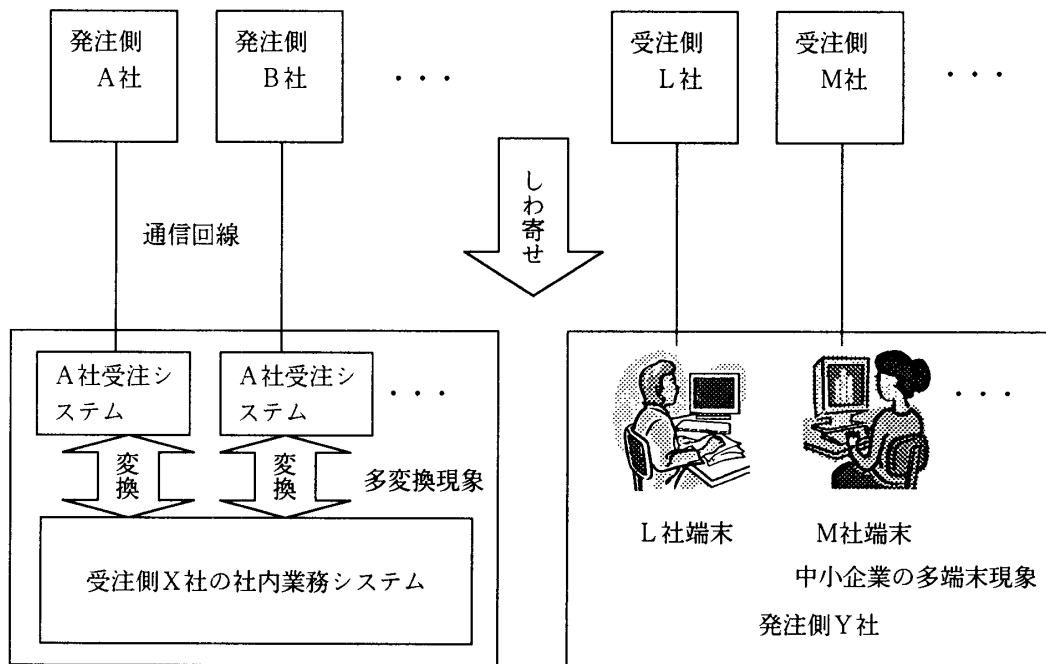 発注側
A社
発注側
B社
・・・
受注側
L社
受注側
M社
・・・
しわ寄せ
通信回線
A社受注シ
ステム
A社受注シ
ステム
・・・
変換
変換
多変換現象
受注側X社の社内業務システム
L社端末
M社端末
・・・
中小企業の多端末現象
発注側Y社